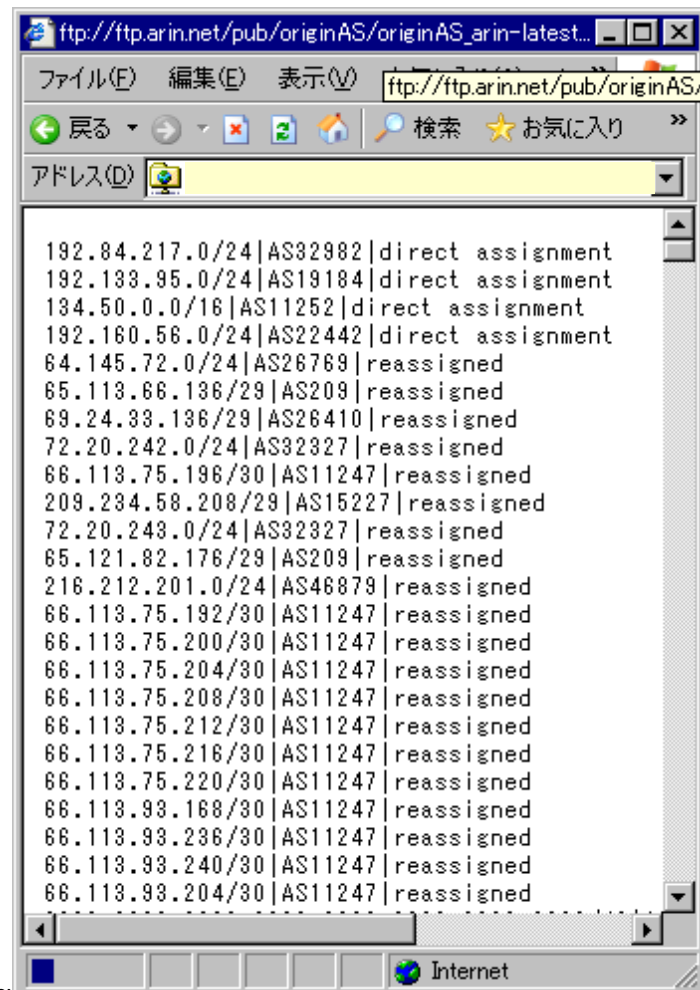 ftp://ftp.arin.net/pub/originAS/originAS_arin-latest...
ファイル(F) 編集(E) 表示(V)
ftp://ftp.arin.net/pub/originAS/
戻る 検索 お気に入り »
アドレス(D)
192.84.217.0/24|AS32982|direct assignment
192.133.95.0/24|AS19184|direct assignment
134.50.0.0/16|AS11252|direct assignment
192.160.56.0/24|AS22442|direct assignment
64.145.72.0/24|AS26769|reassigned
65.113.66.136/29|AS209|reassigned
69.24.33.136/29|AS26410|reassigned
72.20.242.0/24|AS32327|reassigned
66.113.75.196/30|AS11247|reassigned
209.234.58.208/29|AS15227|reassigned
72.20.243.0/24|AS32327|reassigned
65.121.82.176/29|AS209|reassigned
216.212.201.0/24|AS46879|reassigned
66.113.75.192/30|AS11247|reassigned
66.113.75.200/30|AS11247|reassigned
66.113.75.204/30|AS11247|reassigned
66.113.75.208/30|AS11247|reassigned
66.113.75.212/30|AS11247|reassigned
66.113.75.216/30|AS11247|reassigned
66.113.75.220/30|AS11247|reassigned
66.113.93.168/30|AS11247|reassigned
66.113.93.236/30|AS11247|reassigned
66.113.93.240/30|AS11247|reassigned
66.113.93.204/30|AS11247|reassigned
Internet